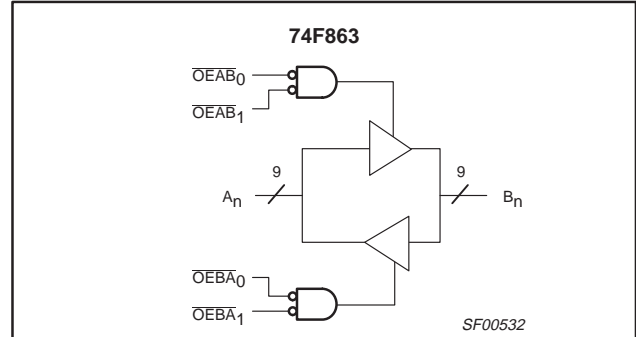 74F863
OEAB0
OEAB1
9
9
An
Bn
OEBA0
OEBA1
SF00532